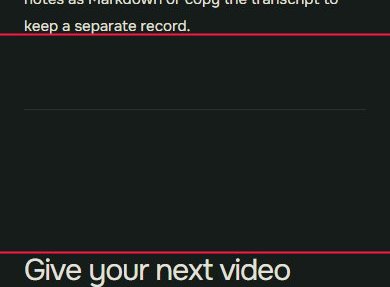 notes as Markdown or copy the transcript to
keep a separate record.
Give your next video